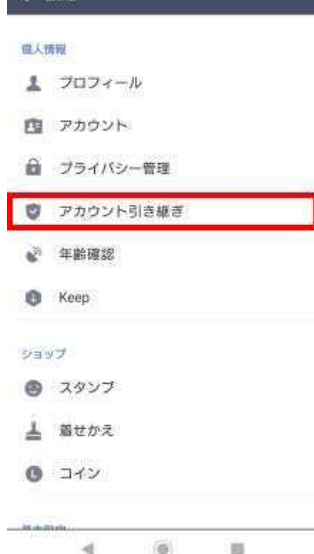 個人情報
プロフィール
アカウント
プライバシー管理
アカウント引き継ぎ
年齢確認
Keep
ショップ
スタンプ
着せかえ
コイン